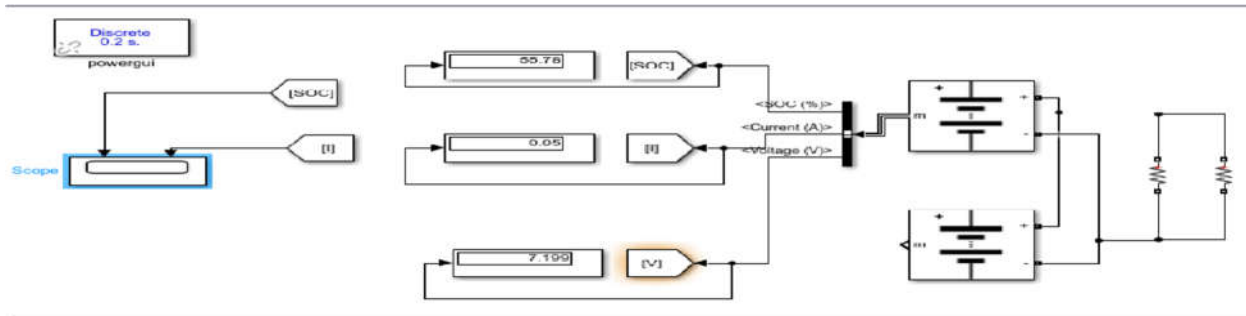 Discrete
0.2 s.
powergui
[SOC]
[I]
Scope
55.78
[SOC]
0.05
[I]
7.199
[V]
<SOC (%)>
<Current (A)>
<Voltage (V)>
+
m
+
-
+
m
+
-